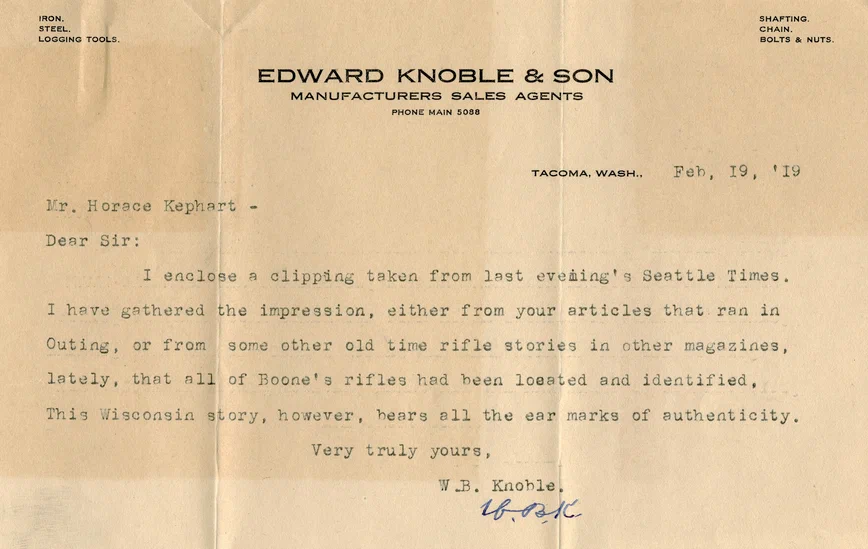 IRON.
STEEL.
LOGGING TOOLS.
SHAFTING.
CHAIN.
BOLTS & NUTS.
EDWARD KNOBLE & SON
MANUFACTURERS SALES AGENTS
PHONE MAIN 5088
TACOMA, WASH., Feb, 19, '19
Mr. Horace Kephart -
Dear Sir:
I enclose a clipping taken from last evening's Seattle Times.
I have gathered the impression, either from your articles that ran in
Outing, or from some other old time rifle stories in other magazines,
lately, that all of Boone's rifles had been located and identified,
This Wisconsin story, however, bears all the ear marks of authenticity.
Very truly yours,
W.B. Knoble.
W.B.K.